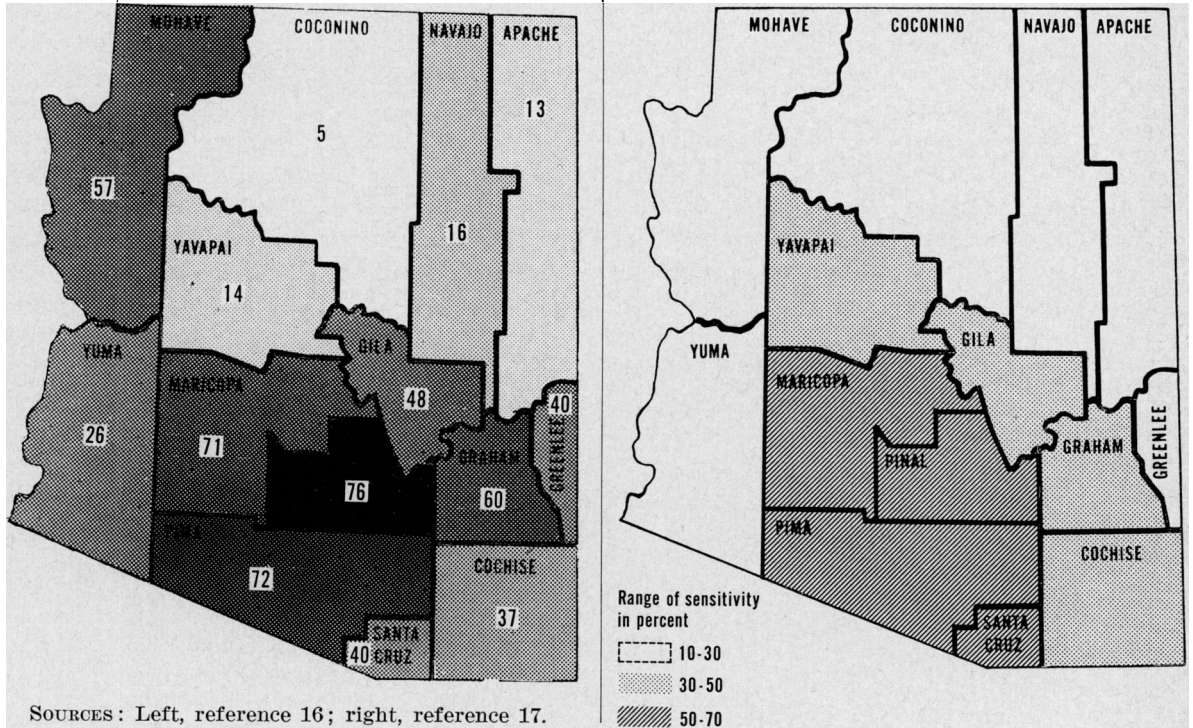 MOHAVE
COCONINO
NAVAJO
APACHE
13
5
57
16
YAVAPAI
14
YUMA
GILA
MARICOPA
48
40
26
71
GRAHAM
GREENLEE
76
60
PIMA
72
COCHISE
37
SANTA
CRUZ
40
SOURCES: Left, reference 16; right, reference 17.
MOHAVE
COCONINO
NAVAJO
APACHE
YAVAPAI
YUMA
GILA
MARICOPA
PINAL
GRAHAM
GREENLEE
PIMA
COCHISE
SANTA
CRUZ
Range of sensitivity
in percent
10-30
30-50
50-70